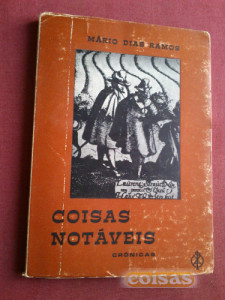 MÁRIO DIAS RAMOS
COISAS
NOTÁVEIS
CRÓNICAS
coisas